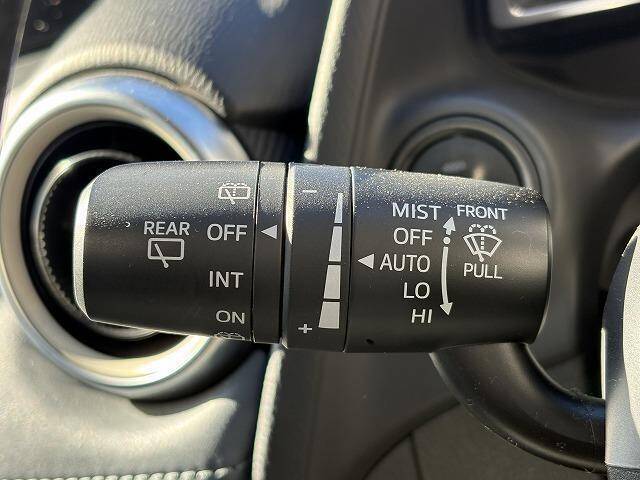 REAR
OFF
INT
ON
−
+
MIST
OFF
AUTO
LO
HI
FRONT
PULL